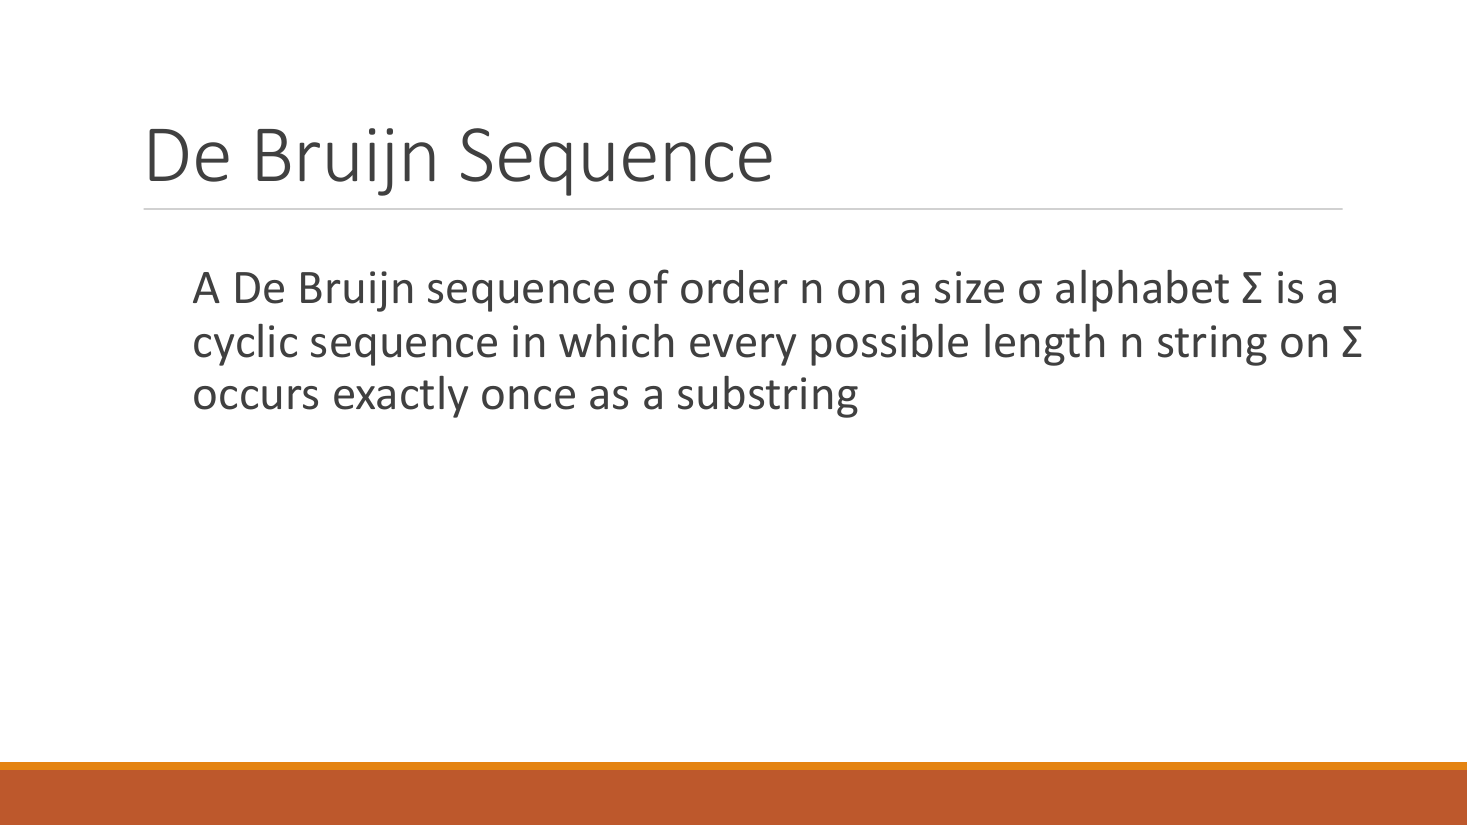 De Bruijn Sequence
A De Bruijn sequence of order n on a size σ alphabet Σ is a
cyclic sequence in which every possible length n string on Σ
occurs exactly once as a substring